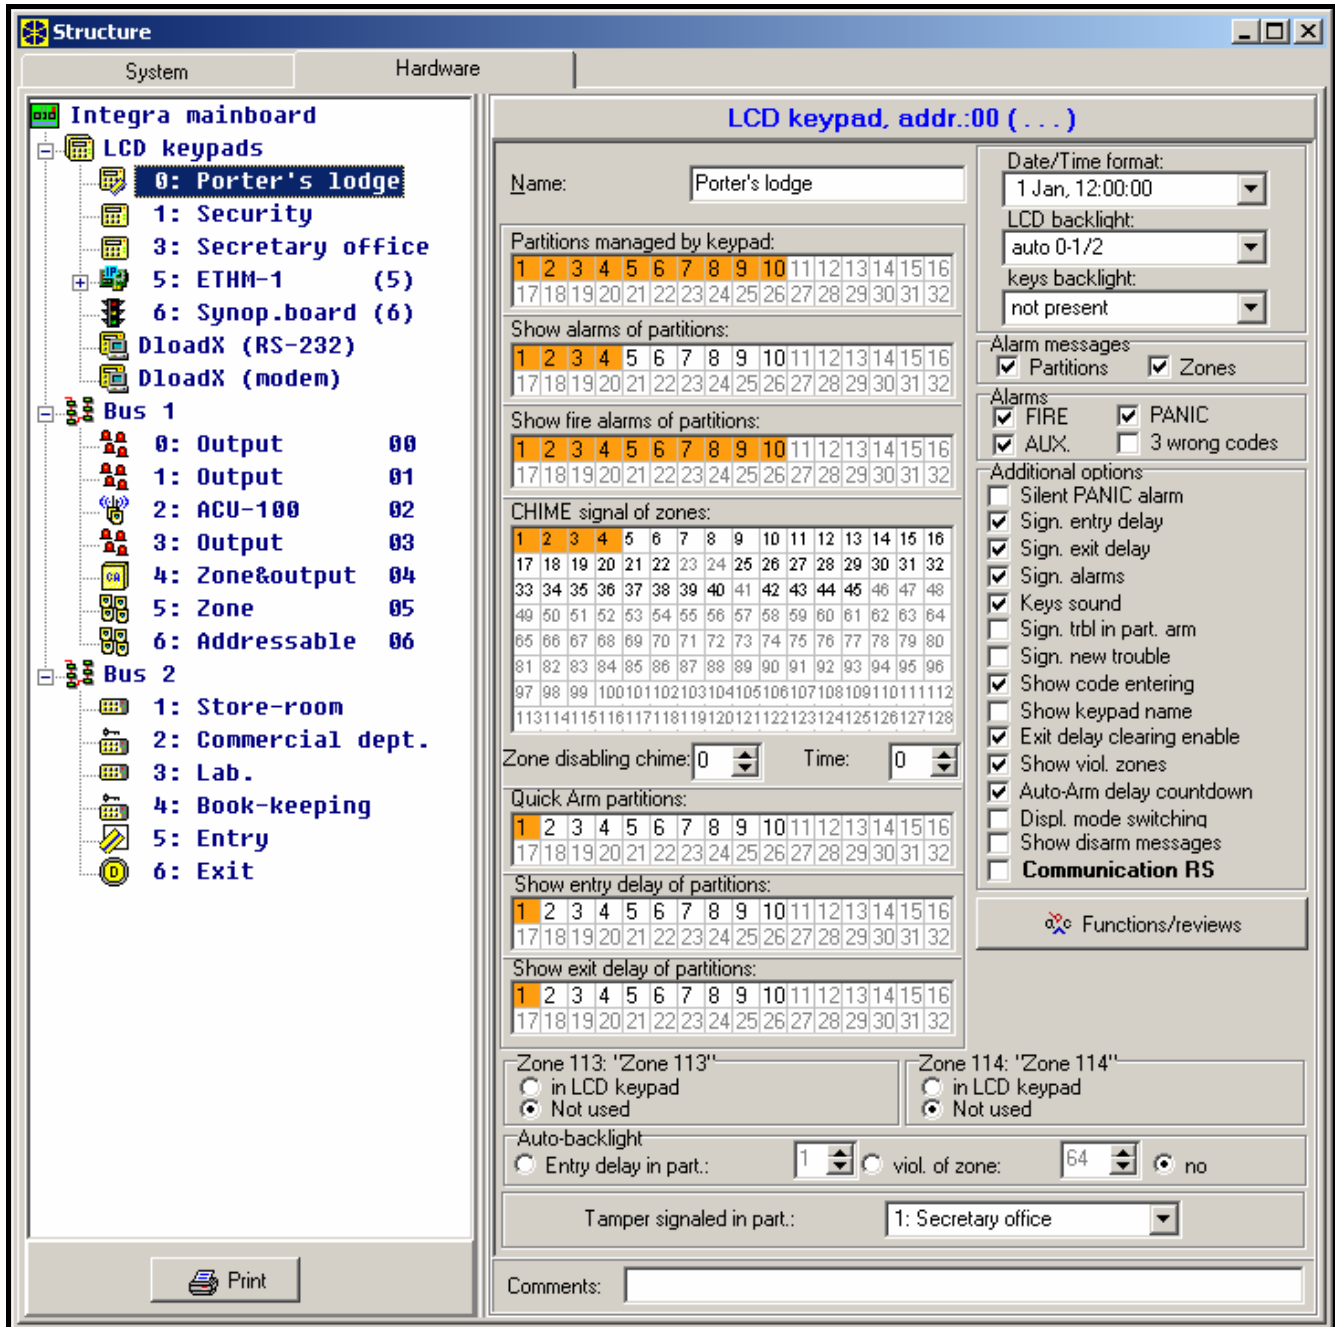 Structure
System Hardware
Integra mainboard
LCD keypads
0: Porter's lodge
1: Security
3: Secretary office
5: ETHM-1 (5)
6: Synop.board (6)
DloadX (RS-232)
DloadX (modem)
Bus 1
0: Output 00
1: Output 01
2: ACU-100 02
3: Output 03
4: Zone&output 04
5: Zone 05
6: Addressable 06
Bus 2
1: Store-room
2: Commercial dept.
3: Lab.
4: Book-keeping
5: Entry
6: Exit
Print
LCD keypad, addr.:00 (...)
Name: Porter's lodge
Partitions managed by keypad:
1 2 3 4 5 6 7 8 9 10 11 12 13 14 15 16
17 18 19 20 21 22 23 24 25 26 27 28 29 30 31 32
Show alarms of partitions:
1 2 3 4 5 6 7 8 9 10 11 12 13 14 15 16
17 18 19 20 21 22 23 24 25 26 27 28 29 30 31 32
Show fire alarms of partitions:
1 2 3 4 5 6 7 8 9 10 11 12 13 14 15 16
17 18 19 20 21 22 23 24 25 26 27 28 29 30 31 32
CHIME signal of zones:
1 2 3 4 5 6 7 8 9 10 11 12 13 14 15 16
17 18 19 20 21 22 23 24 25 26 27 28 29 30 31 32
33 34 35 36 37 38 39 40 41 42 43 44 45 46 47 48
49 50 51 52 53 54 55 56 57 58 59 60 61 62 63 64
65 66 67 68 69 70 71 72 73 74 75 76 77 78 79 80
81 82 83 84 85 86 87 88 89 90 91 92 93 94 95 96
97 98 99 100 101 102 103 104 105 106 107 108 109 110 111 112
113 114 115 116 117 118 119 120 121 122 123 124 125 126 127 128
Zone disabling chime: 0 Time: 0
Quick Arm partitions:
1 2 3 4 5 6 7 8 9 10 11 12 13 14 15 16
17 18 19 20 21 22 23 24 25 26 27 28 29 30 31 32
Show entry delay of partitions:
1 2 3 4 5 6 7 8 9 10 11 12 13 14 15 16
17 18 19 20 21 22 23 24 25 26 27 28 29 30 31 32
Show exit delay of partitions:
1 2 3 4 5 6 7 8 9 10 11 12 13 14 15 16
17 18 19 20 21 22 23 24 25 26 27 28 29 30 31 32
Date/Time format:
1 Jan, 12:00:00
LCD backlight:
auto 0-1/2
keys backlight:
not present
Alarm messages
Partitions Zones
Alarms
FIRE PANIC
AUX. 3 wrong codes
Additional options
Silent PANIC alarm
Sign. entry delay
Sign. exit delay
Sign. alarms
Keys sound
Sign. trbl in part. arm
Sign. new trouble
Show code entering
Show keypad name
Exit delay clearing enable
Show viol. zones
Auto-Arm delay countdown
Displ. mode switching
Show disarm messages
Communication RS
Functions/reviews
Zone 113: "Zone 113"
in LCD keypad
Not used
Zone 114: "Zone 114"
in LCD keypad
Not used
Auto-backlight
Entry delay in part.: 1 viol. of zone: 64 no
Tamper signaled in part.: 1: Secretary office
Comments: